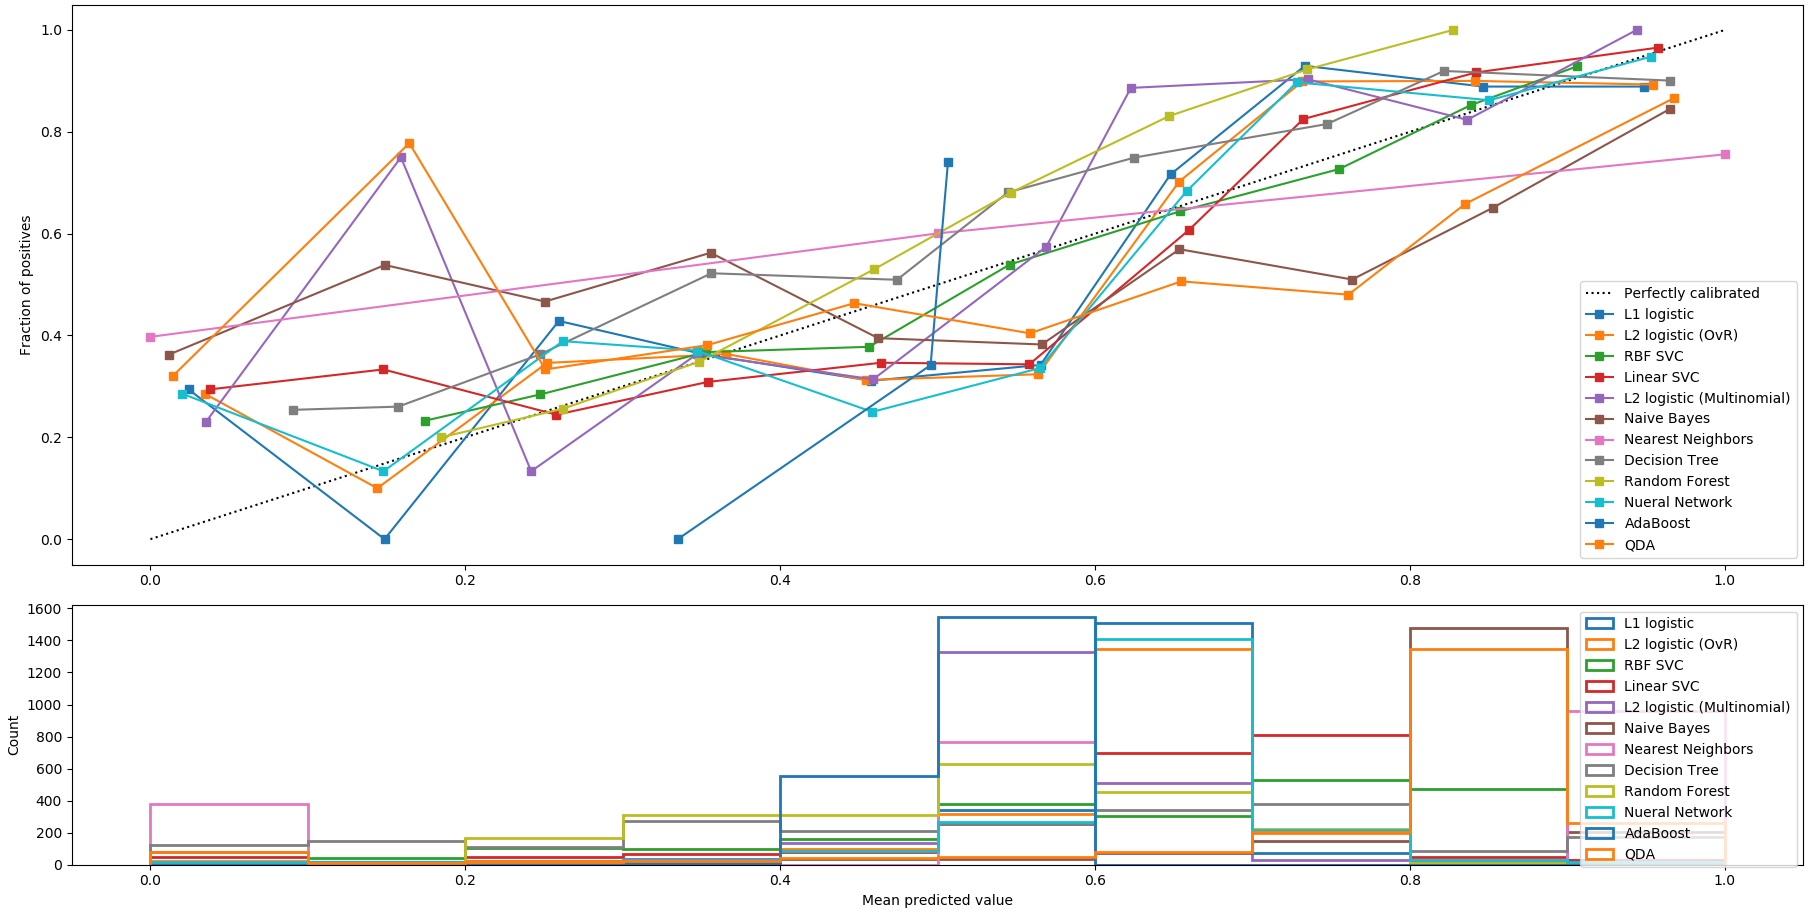 1.0
0.8
0.6
0.4
0.2
0.0
Fraction of positives
Perfectly calibrated
L1 logistic
L2 logistic (OvR)
RBF SVC
Linear SVC
L2 logistic (Multinomial)
Naive Bayes
Nearest Neighbors
Decision Tree
Random Forest
Nueral Network
AdaBoost
QDA
0.0 0.2 0.4 0.6 0.8 1.0
1600
1400
1200
1000
800
600
400
200
0
Count
L1 logistic
L2 logistic (OvR)
RBF SVC
Linear SVC
L2 logistic (Multinomial)
Naive Bayes
Nearest Neighbors
Decision Tree
Random Forest
Nueral Network
AdaBoost
QDA
0.0 0.2 0.4 0.6 0.8 1.0
Mean predicted value